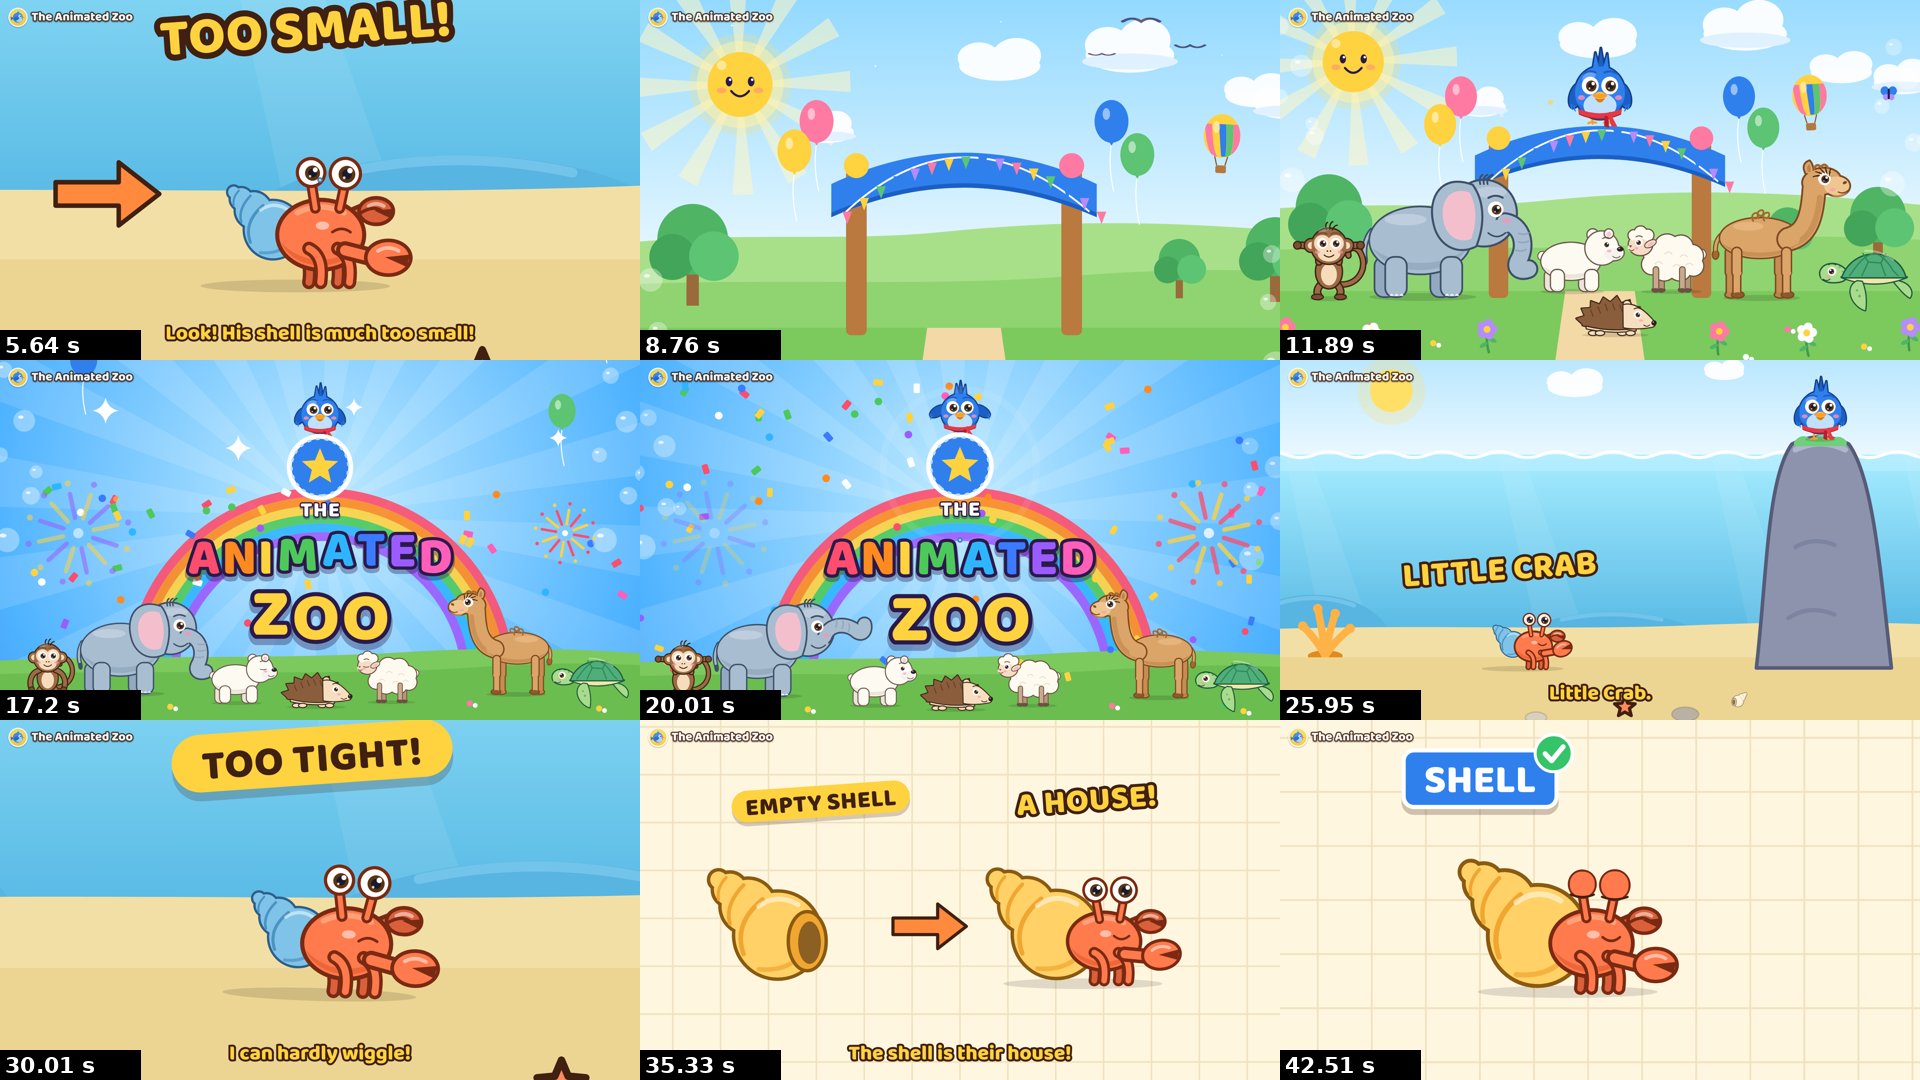 The Animated Zoo
TOO SMALL!
Look! His shell is much too small!
5.64 s
The Animated Zoo
8.76 s
The Animated Zoo
11.89 s
The Animated Zoo
THE
ANIMATED
ZOO
17.2 s
The Animated Zoo
THE
ANIMATED
ZOO
20.01 s
The Animated Zoo
LITTLE CRAB
Little Crab.
25.95 s
The Animated Zoo
TOO TIGHT!
I can hardly wiggle!
30.01 s
The Animated Zoo
EMPTY SHELL
A HOUSE!
The shell is their house!
35.33 s
The Animated Zoo
SHELL
42.51 s